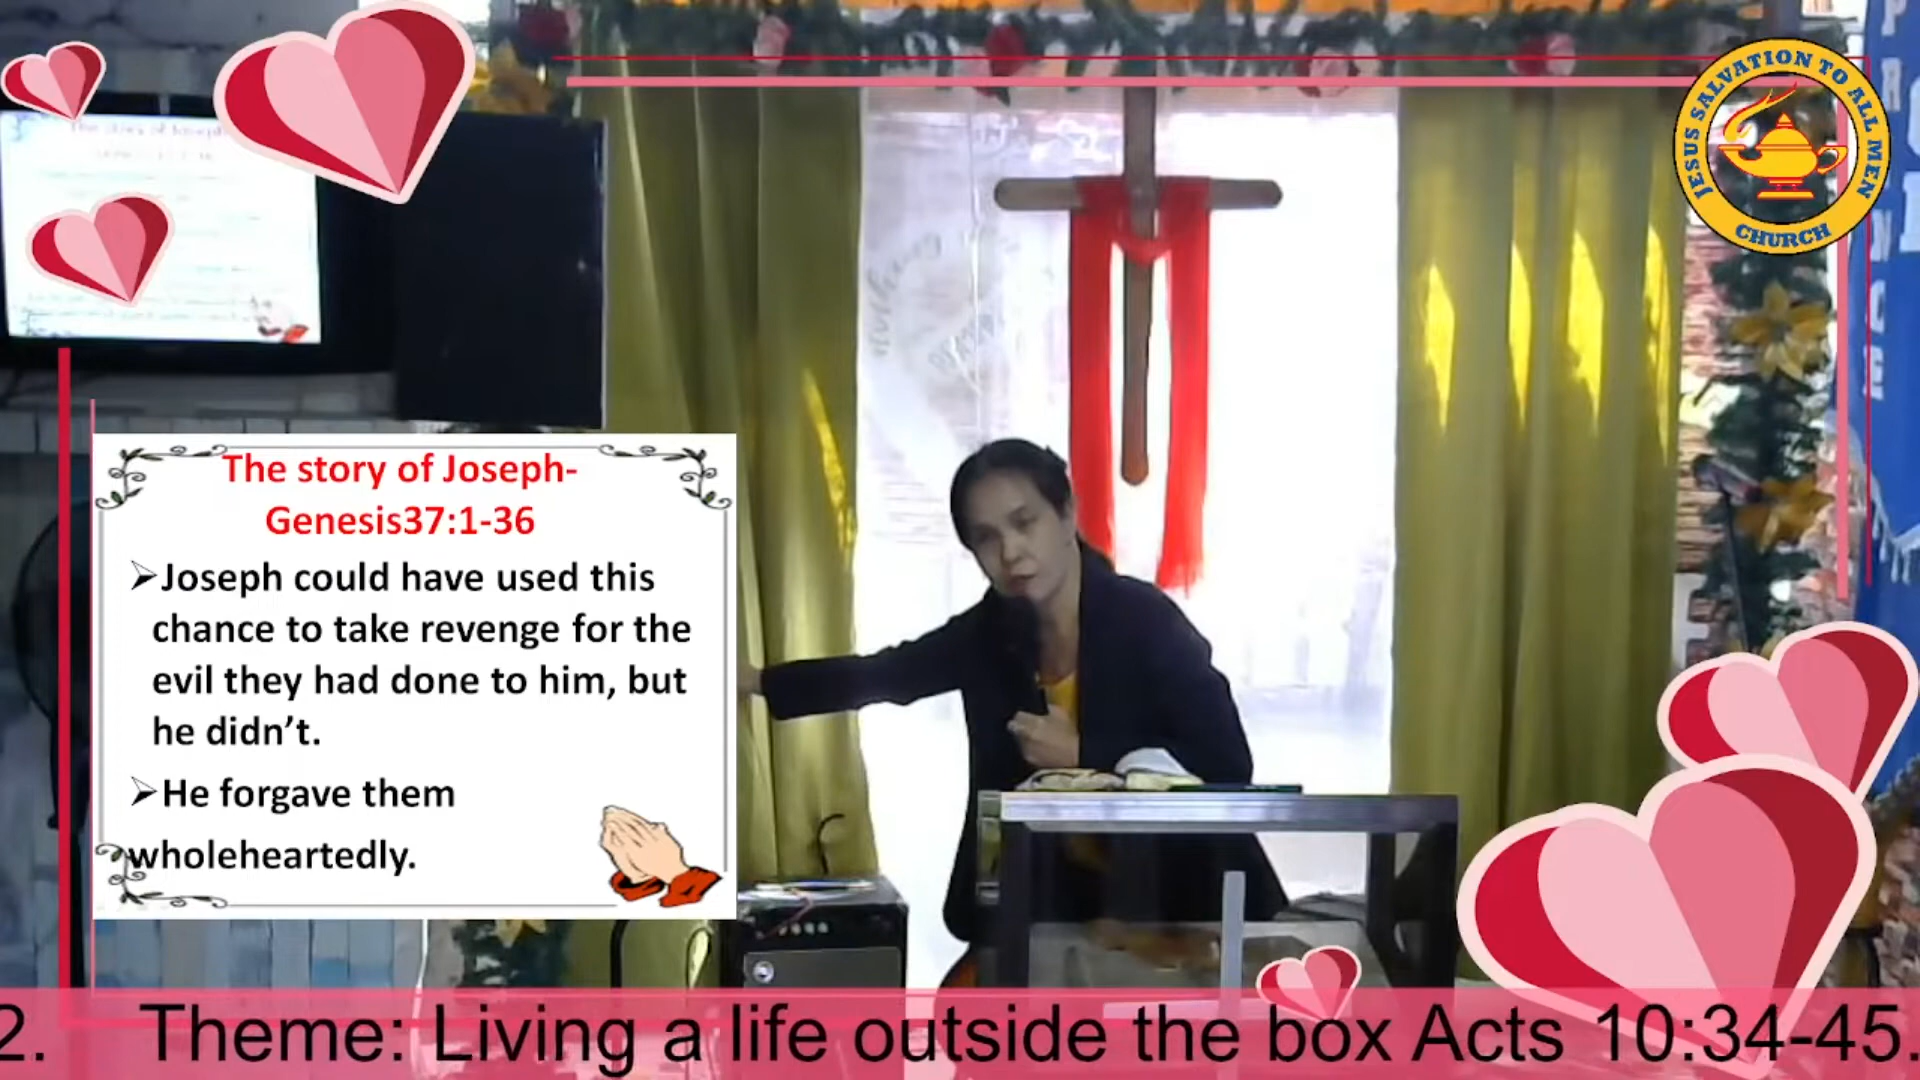 JESUS SALVATION TO ALL MEN
CHURCH
The story of Joseph-
Genesis37:1-36
➢Joseph could have used this
chance to take revenge for the
evil they had done to him, but
he didn’t.
➢He forgave them
wholeheartedly.
2. Theme: Living a life outside the box Acts 10:34-45.